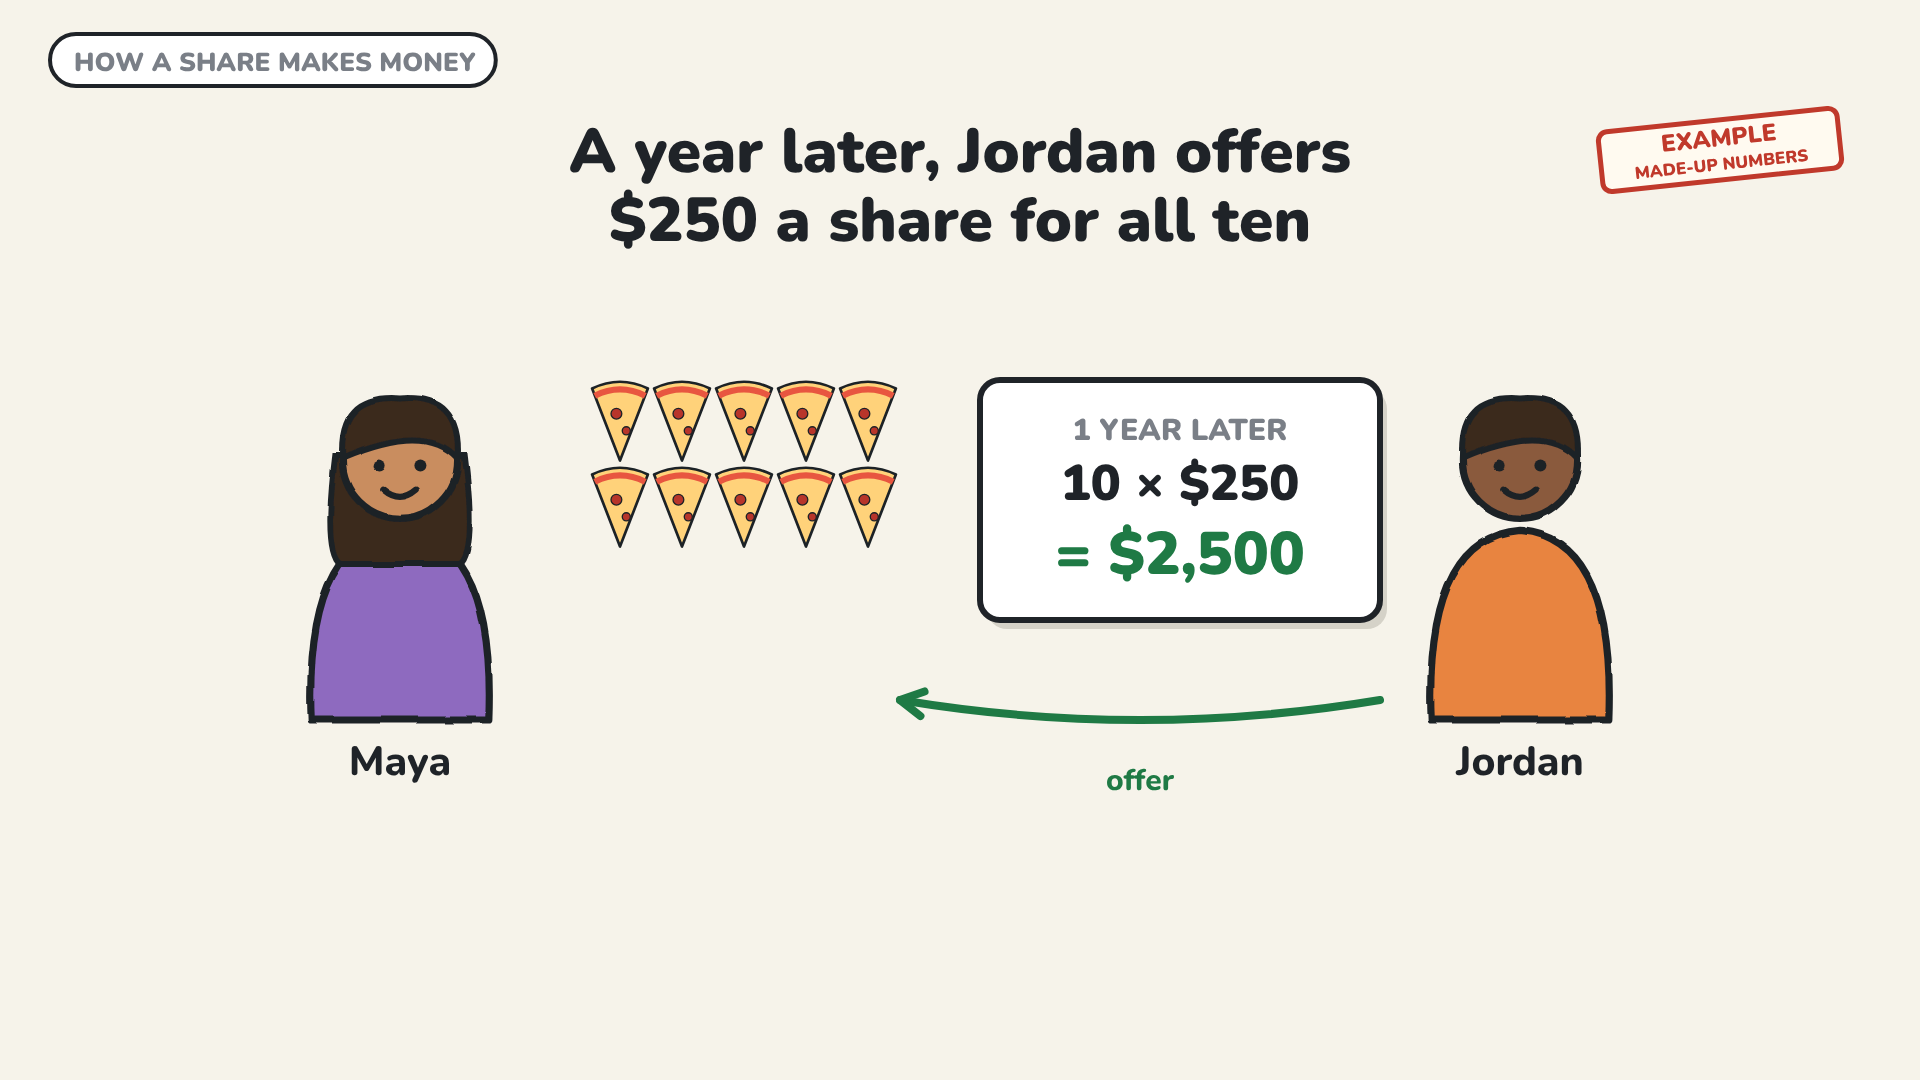 HOW A SHARE MAKES MONEY
A year later, Jordan offers
$250 a share for all ten
EXAMPLE
MADE-UP NUMBERS
1 YEAR LATER
10 × $250
= $2,500
offer
Maya
Jordan